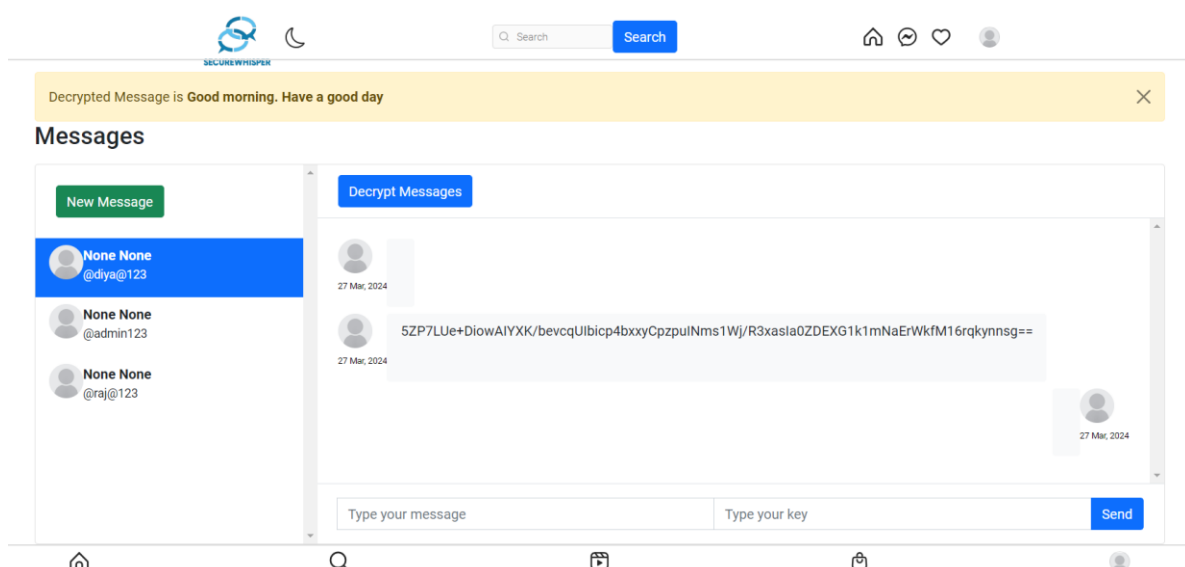 SECUREWHISPER
Search
Search
Decrypted Message is Good morning. Have a good day
Messages
New Message
Decrypt Messages
None None
@diya@123
None None
@admin123
None None
@raj@123
27 Mar, 2024
5ZP7LUe+DiowAIYXK/bevcqUIbicp4bxxyCpzpuINms1Wj/R3xasIa0ZDEXG1k1mNaErWkfM16rqkynnsg==
27 Mar, 2024
27 Mar, 2024
Type your message
Type your key
Send